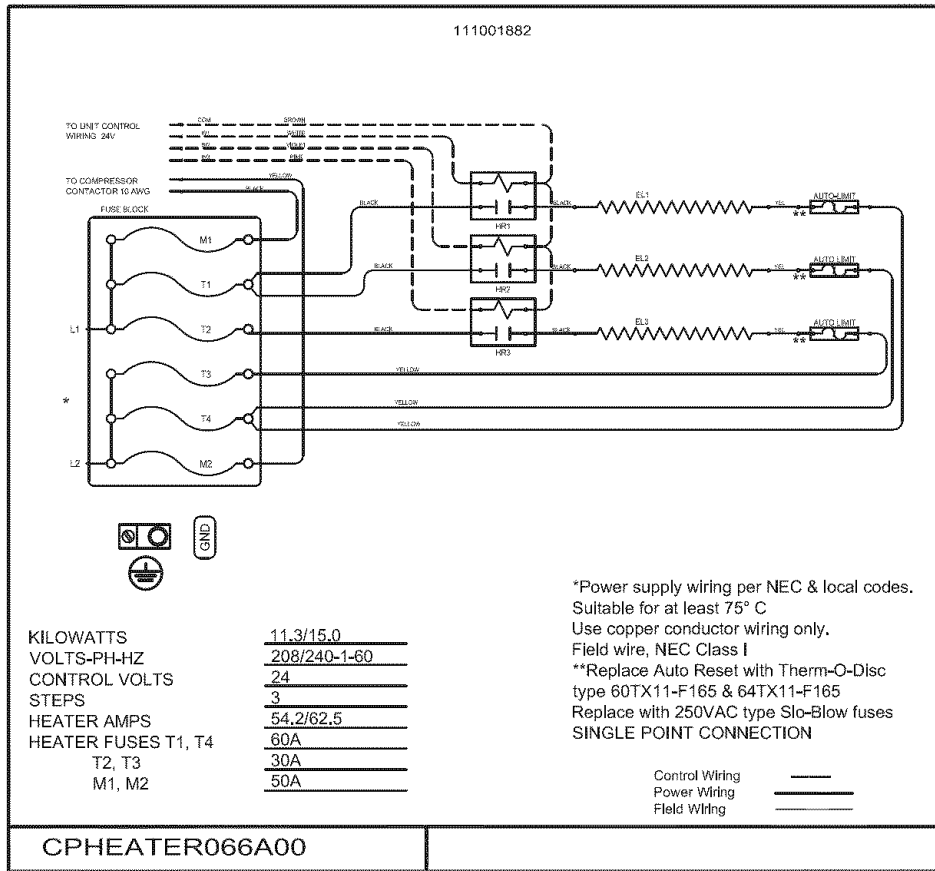 111001882
TO UNIT CONTROL
WIRING 24V
COM BROWN
W1 WHITE
W2 VIOLET
W3 PINK
TO COMPRESSOR
CONTACTOR 10 AWG
YELLOW
BLACK
FUSE BLOCK
M1
BLACK
HR1
BLACK
EL1
YEL
**
AUTO-LIMIT
T1
HR2
BLACK
EL2
YEL
**
AUTO LIMIT
L1
T2
BLACK
HR3
BLACK
EL3
YEL
**
AUTO LIMIT
T3
YELLOW
*
YELLOW
T4
YELLOW
L2
M2
GND
KILOWATTS 11.3/15.0
VOLTS-PH-HZ 208/240-1-60
CONTROL VOLTS 24
STEPS 3
HEATER AMPS 54.2/62.5
HEATER FUSES T1, T4 60A
T2, T3 30A
M1, M2 50A
*Power supply wiring per NEC & local codes.
Suitable for at least 75° C
Use copper conductor wiring only.
Field wire, NEC Class I
**Replace Auto Reset with Therm-O-Disc
type 60TX11-F165 & 64TX11-F165
Replace with 250VAC type Slo-Blow fuses
SINGLE POINT CONNECTION
Control Wiring
Power Wiring
Field Wiring
CPHEATER066A00